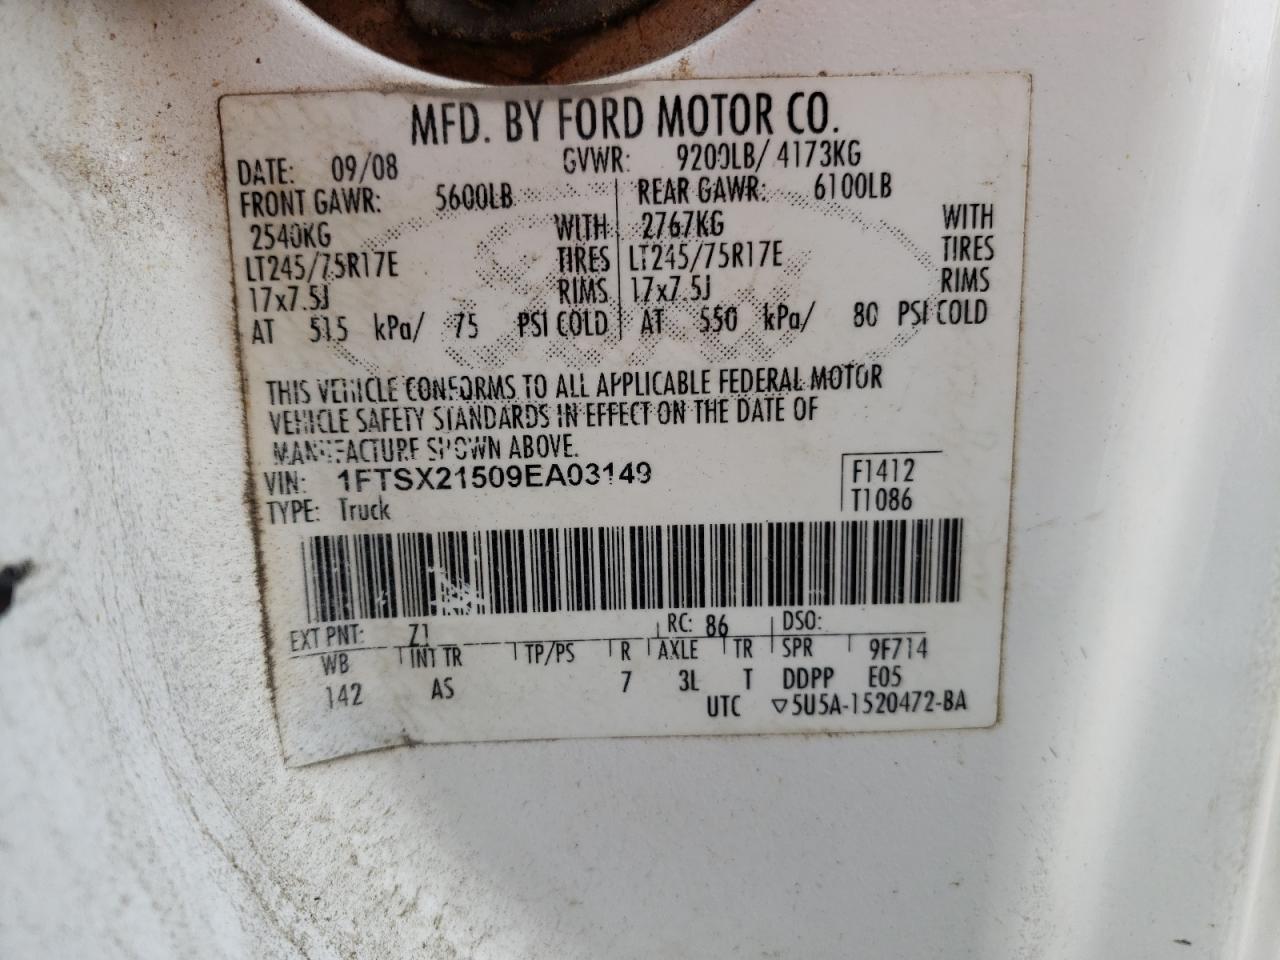 MFD. BY FORD MOTOR CO.
DATE: 09/08 GVWR: 9200LB/ 4173KG
FRONT GAWR: 5600LB REAR GAWR: 6100LB
2540KG WITH 2767KG WITH
LT245/75R17E TIRES LT245/75R17E TIRES
17x7.5J RIMS 17x7.5J RIMS
AT 515 kPa/ 75 PSI COLD AT 550 kPa/ 80 PSI COLD
THIS VEHICLE CONFORMS TO ALL APPLICABLE FEDERAL MOTOR
VEHICLE SAFETY STANDARDS IN EFFECT ON THE DATE OF
MANUFACTURE SHOWN ABOVE.
VIN: 1FTSX21509EA03149 F1412
TYPE: Truck T1086
EXT PNT: Z1 RC: 86 DSO:
WB INT TR TP/PS R AXLE TR SPR 9F714
142 AS 7 3L T DDPP E05
UTC ▽5U5A-1520472-BA